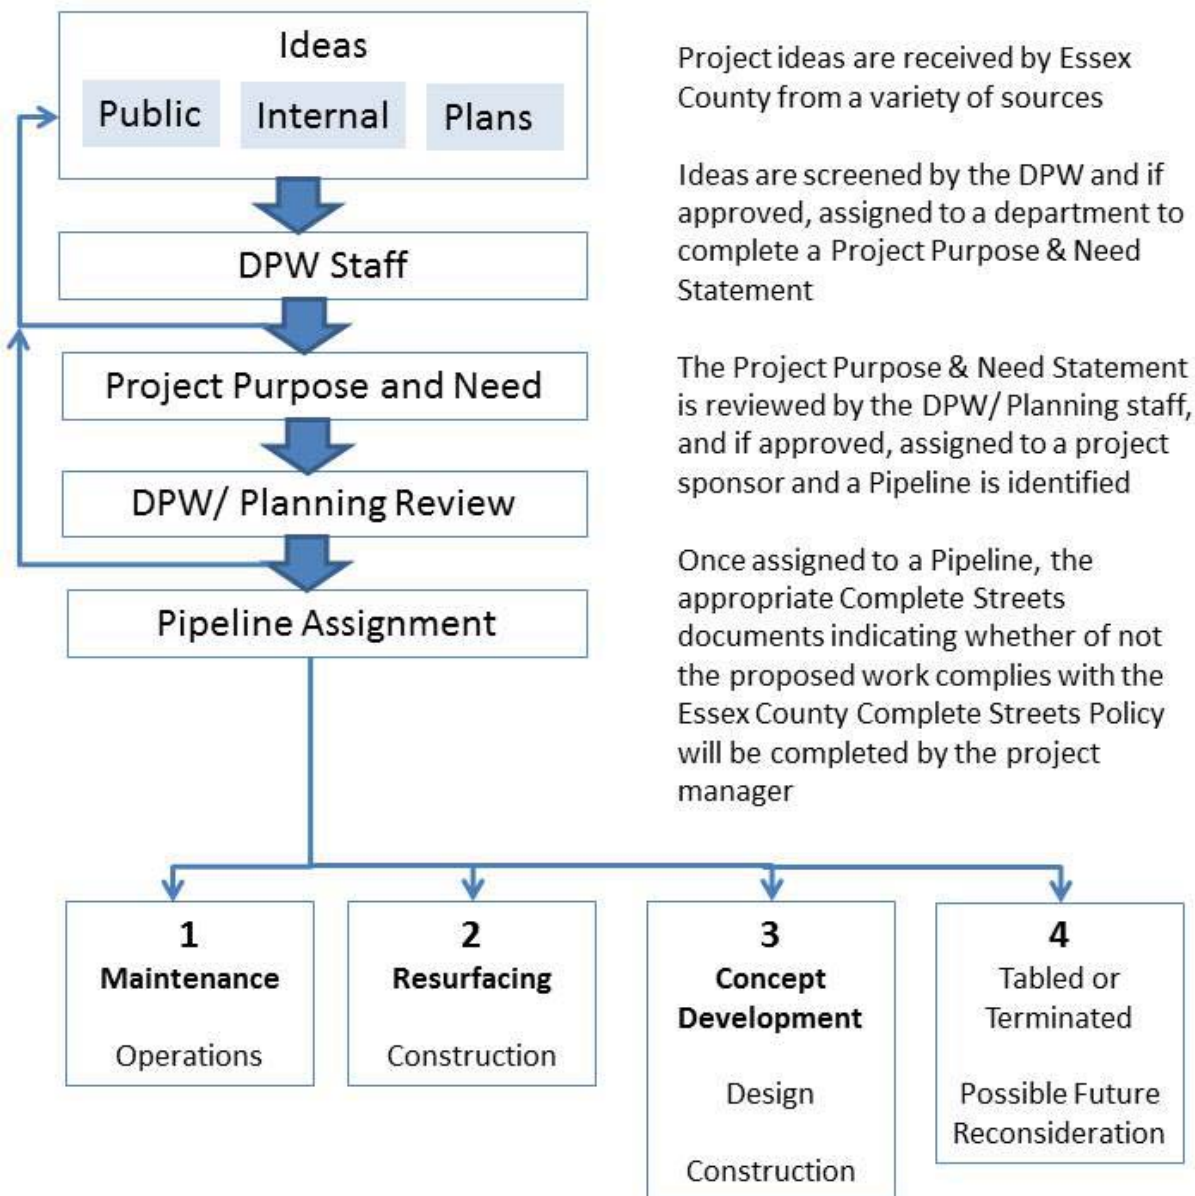 Ideas
Public
Internal
Plans
DPW Staff
Project Purpose and Need
DPW/ Planning Review
Pipeline Assignment
Project ideas are received by Essex
County from a variety of sources
Ideas are screened by the DPW and if
approved, assigned to a department to
complete a Project Purpose & Need
Statement
The Project Purpose & Need Statement
is reviewed by the DPW/ Planning staff,
and if approved, assigned to a project
sponsor and a Pipeline is identified
Once assigned to a Pipeline, the
appropriate Complete Streets
documents indicating whether of not
the proposed work complies with the
Essex County Complete Streets Policy
will be completed by the project
manager
1
Maintenance
Operations
2
Resurfacing
Construction
3
Concept
Development
Design
Construction
4
Tabled or
Terminated
Possible Future
Reconsideration